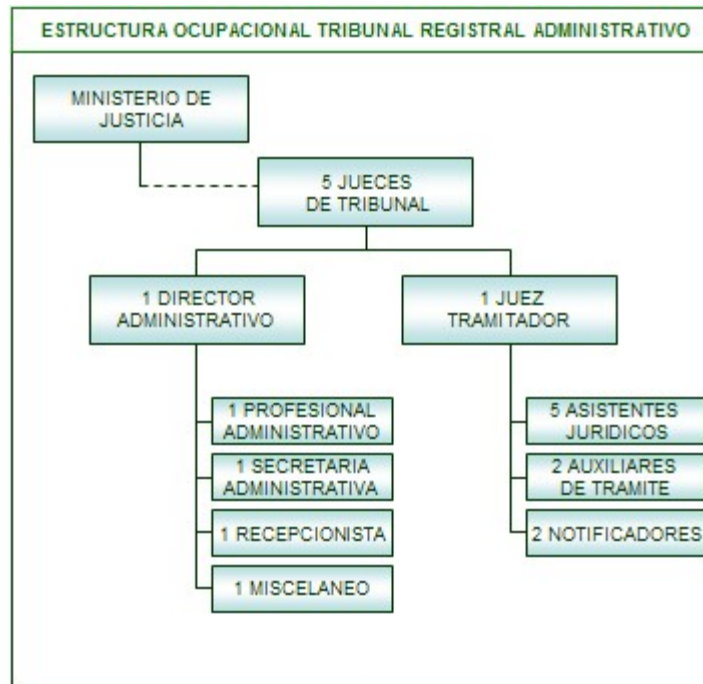 ESTRUCTURA OCUPACIONAL TRIBUNAL REGISTRAL ADMINISTRATIVO
MINISTERIO DE
JUSTICIA
5 JUECES
DE TRIBUNAL
1 DIRECTOR
ADMINISTRATIVO
1 JUEZ
TRAMITADOR
1 PROFESIONAL
ADMINISTRATIVO
1 SECRETARIA
ADMINISTRATIVA
1 RECEPCIONISTA
1 MISCELANEO
5 ASISTENTES
JURIDICOS
2 AUXILIARES
DE TRAMITE
2 NOTIFICADORES